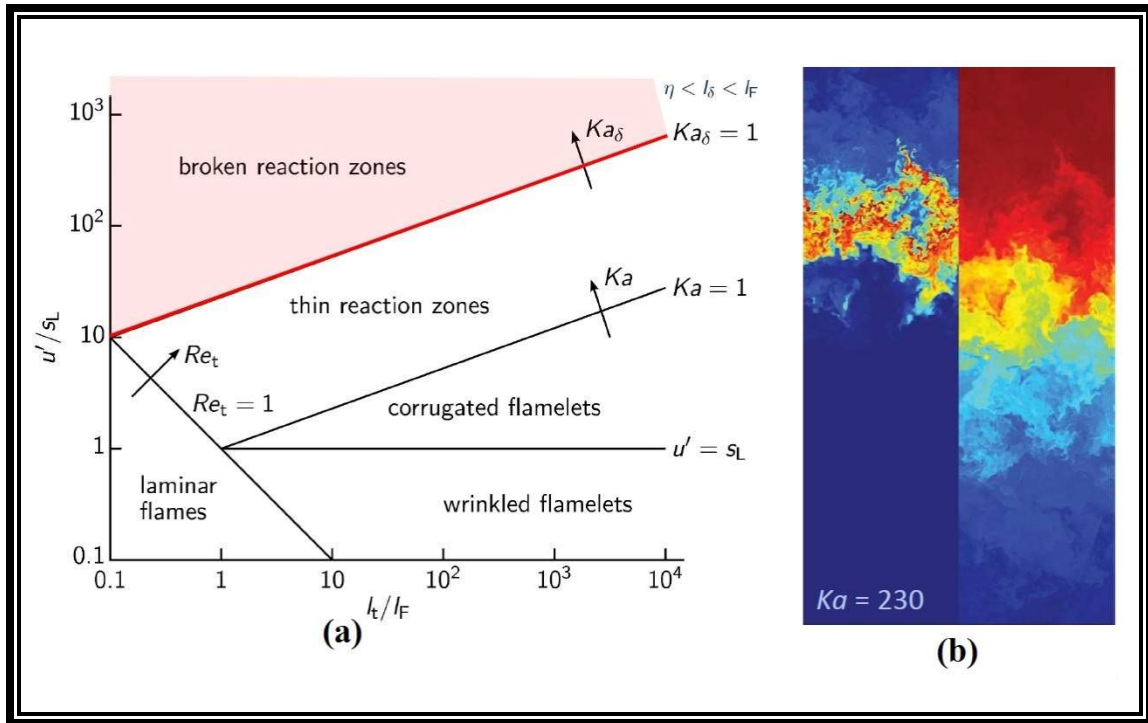 η < lδ < lF
10³
Kaδ
Kaδ = 1
broken reaction zones
10²
Ka
thin reaction zones
Ka = 1
u′/sL
10
Ret
Ret = 1
corrugated flamelets
1
u′ = sL
laminar
flames
wrinkled flamelets
0.1
0.1
1
10
10²
10³
10⁴
lt/lF
(a)
Ka = 230
(b)